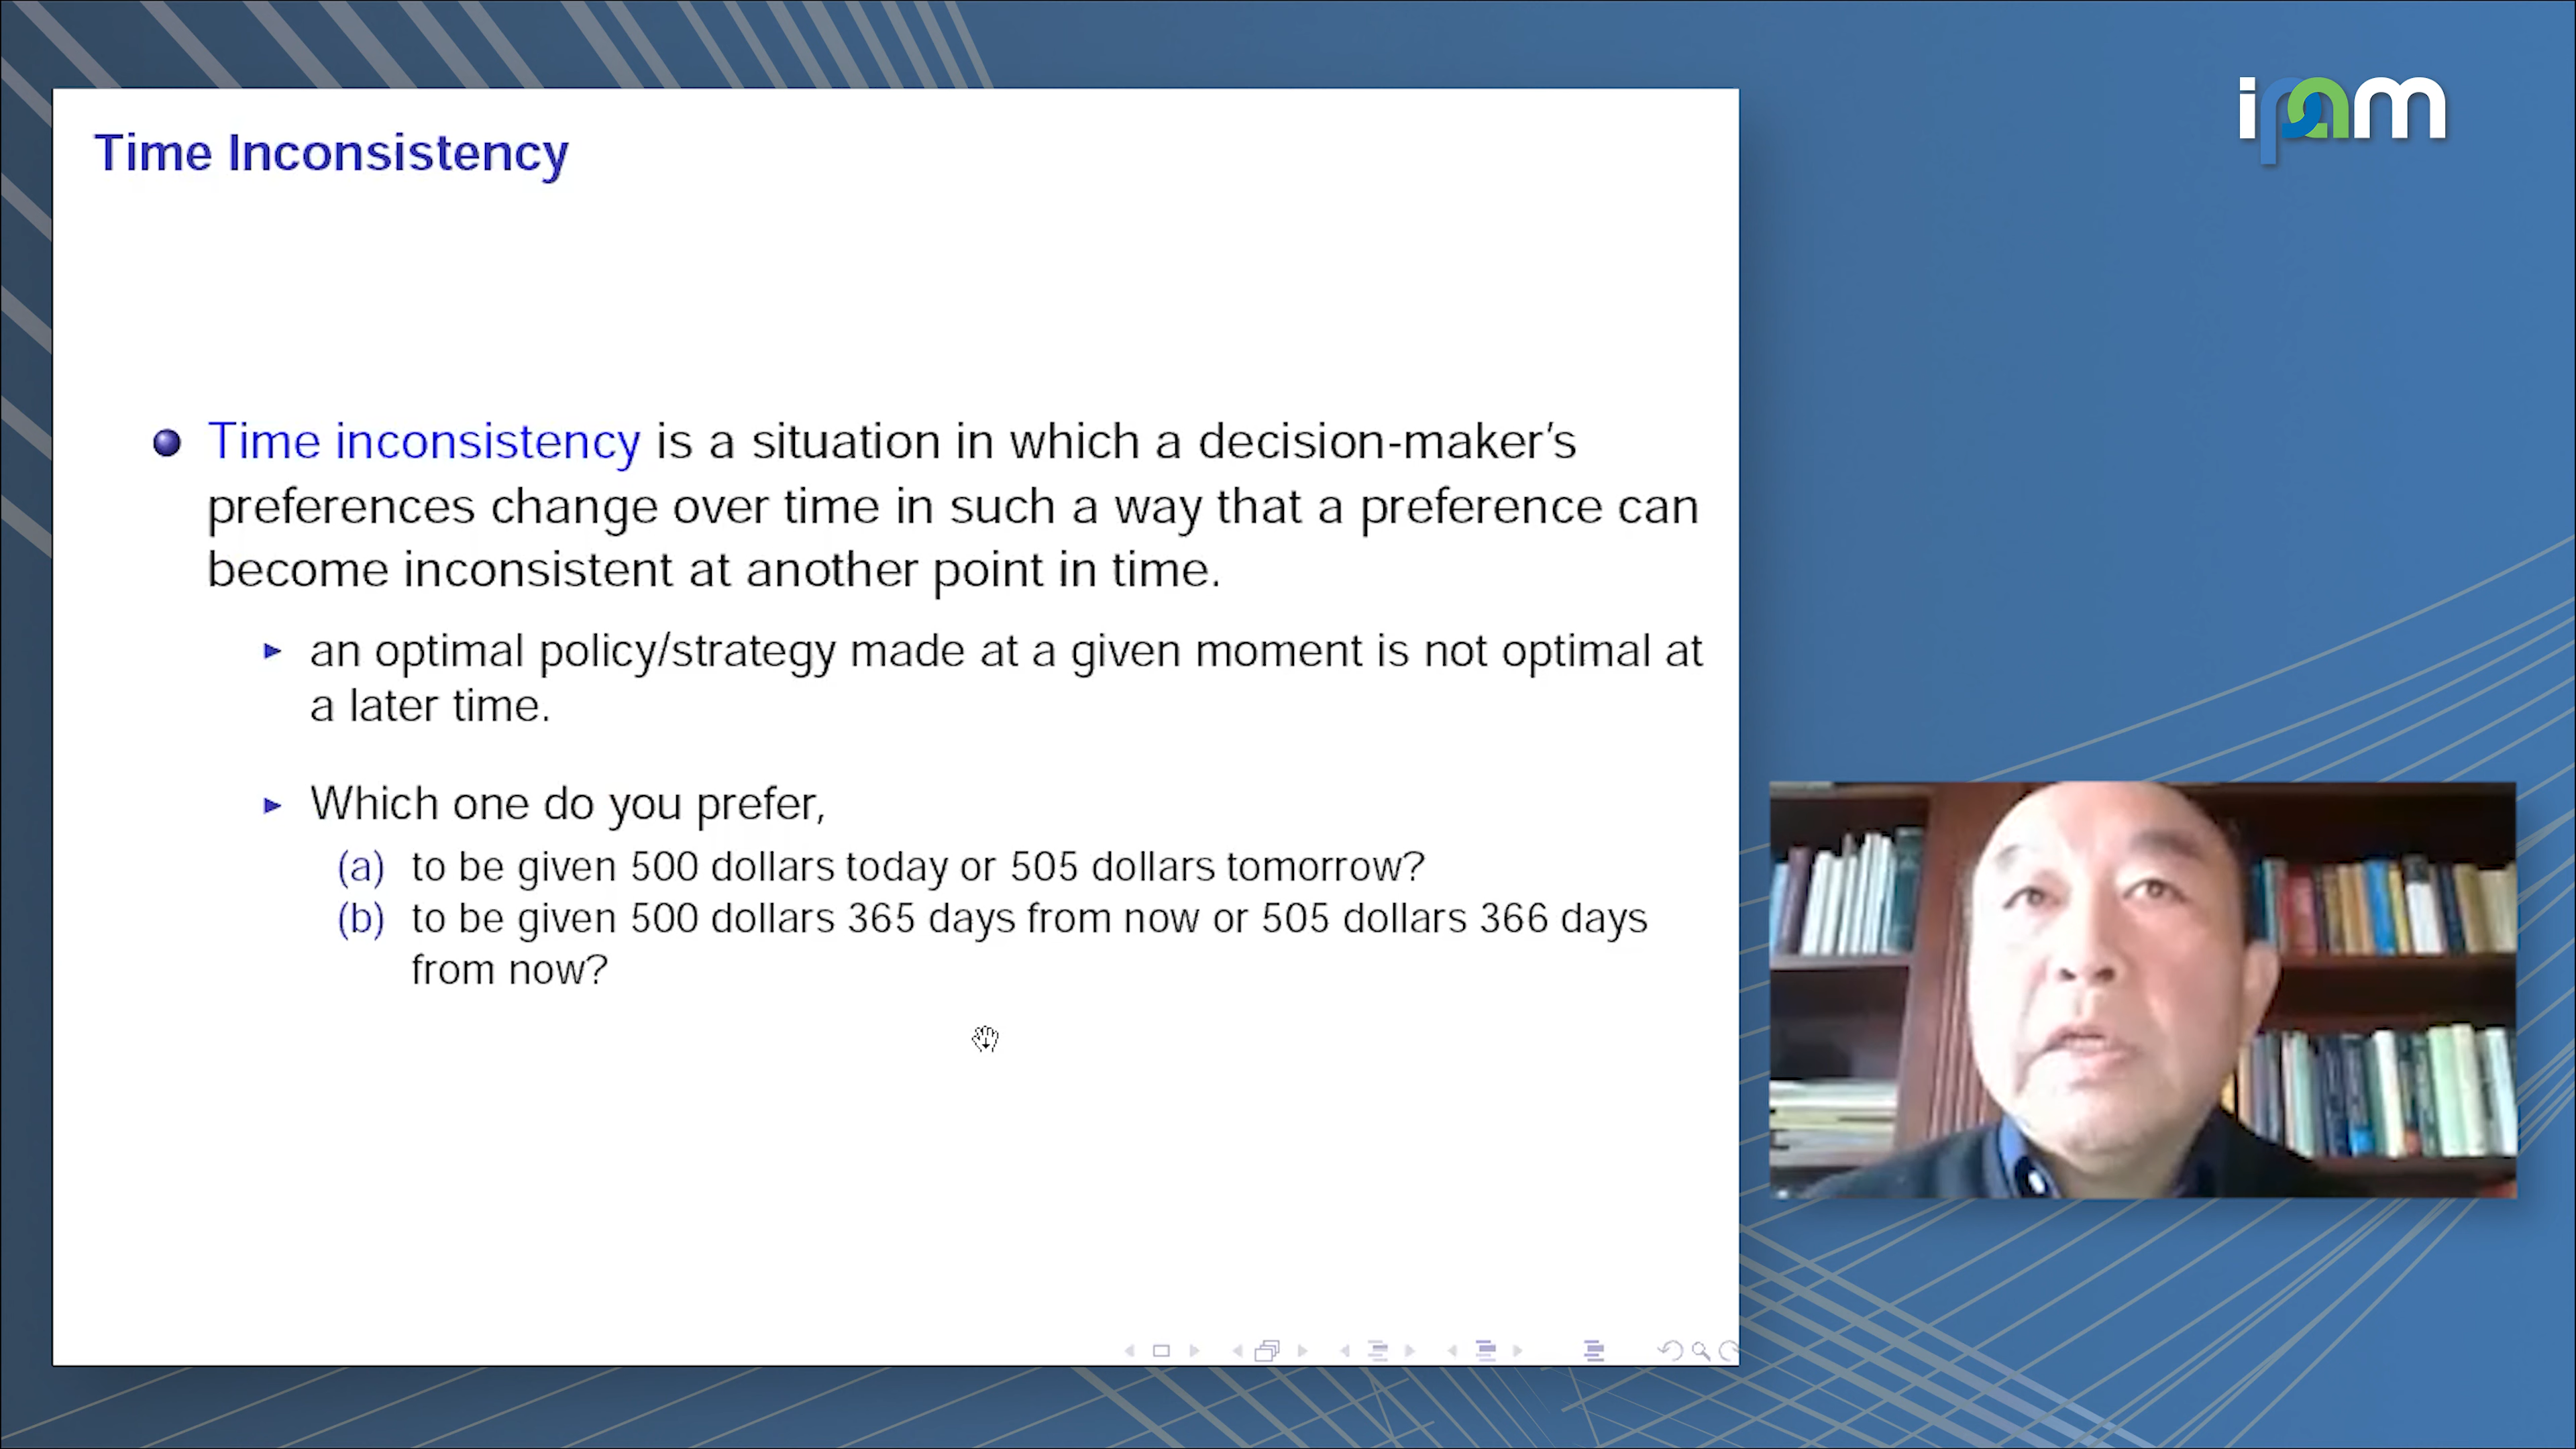 ipam
Time Inconsistency
Time inconsistency is a situation in which a decision-maker's
preferences change over time in such a way that a preference can
become inconsistent at another point in time.
an optimal policy/strategy made at a given moment is not optimal at
a later time.
Which one do you prefer,
(a) to be given 500 dollars today or 505 dollars tomorrow?
(b) to be given 500 dollars 365 days from now or 505 dollars 366 days
from now?